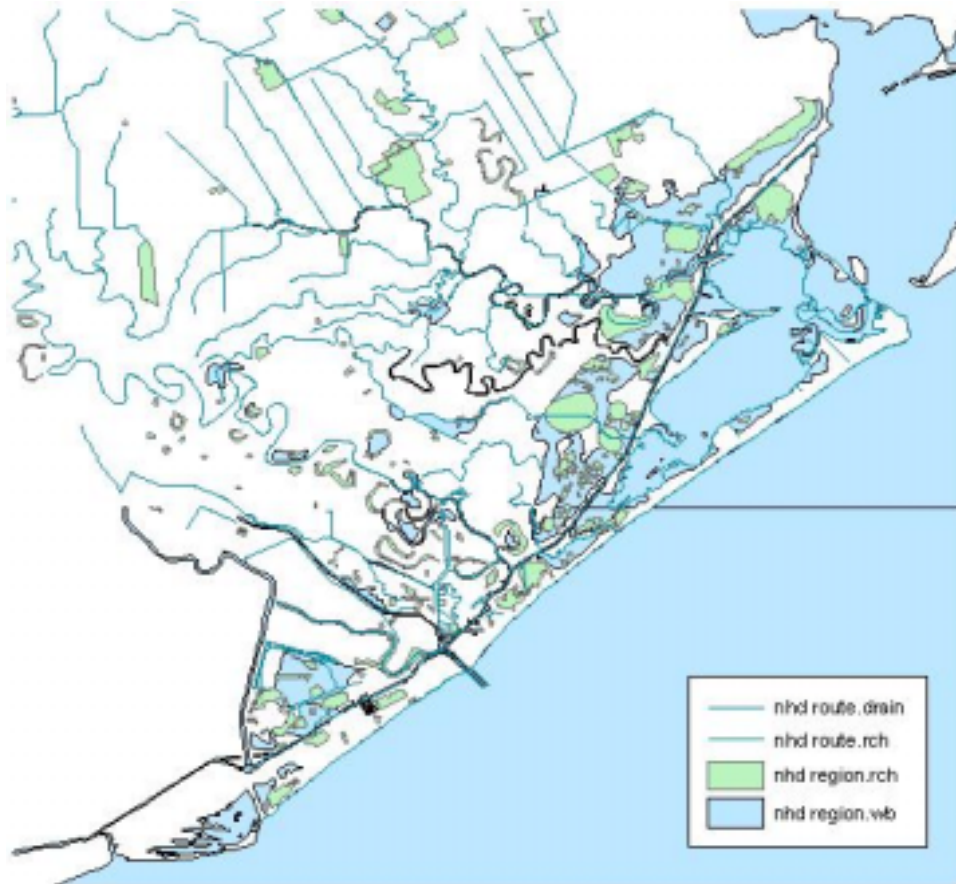 nhd route.drain
nhd route.rch
nhd region.rch
nhd region.wb